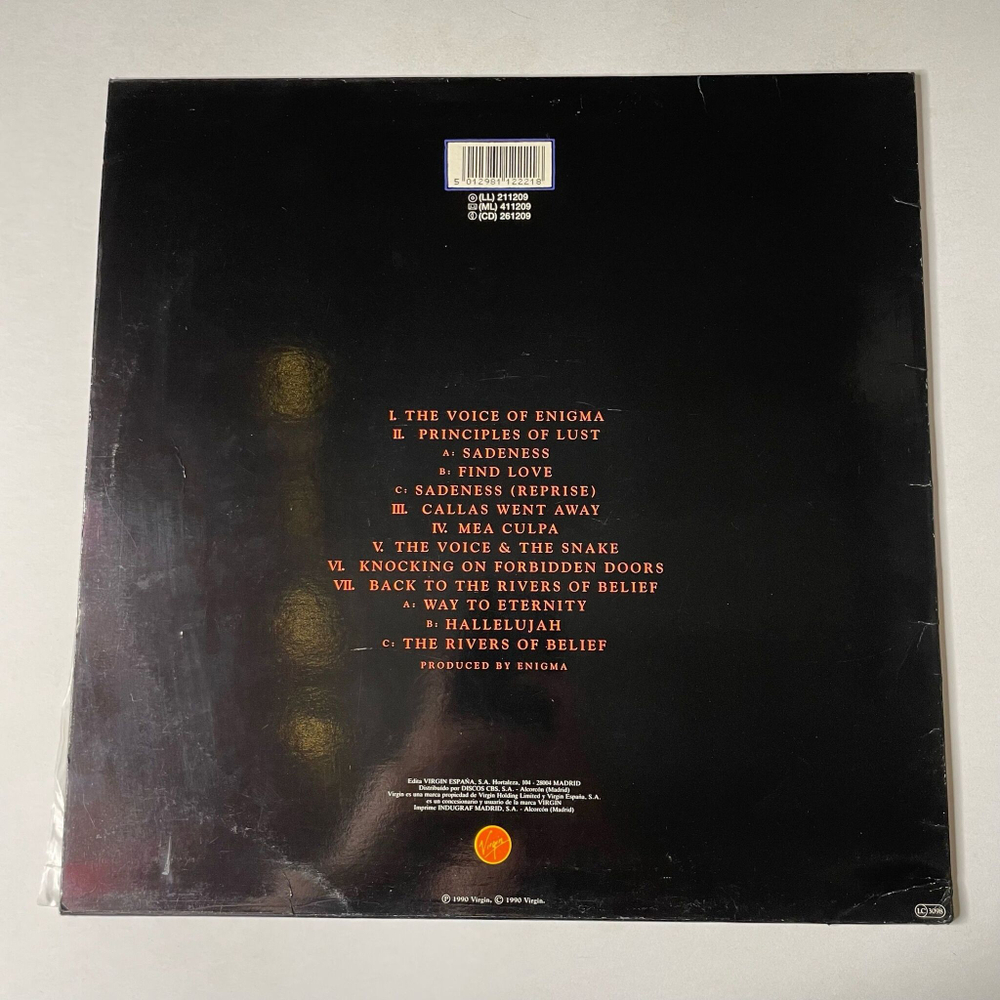 5 012981 122218
(LL) 211209
(ML) 411209
(CD) 261209
I. THE VOICE OF ENIGMA
II. PRINCIPLES OF LUST
A: SADENESS
B: FIND LOVE
C: SADENESS (REPRISE)
III. CALLAS WENT AWAY
IV. MEA CULPA
V. THE VOICE & THE SNAKE
VI. KNOCKING ON FORBIDDEN DOORS
VII. BACK TO THE RIVERS OF BELIEF
A: WAY TO ETERNITY
B: HALLELUJAH
C: THE RIVERS OF BELIEF
PRODUCED BY ENIGMA
Edita VIRGIN ESPAÑA, S.A. Hortaleza, 104 - 28004 MADRID
Distribuido por DISCOS CBS, S.A. - Alcorcón (Madrid)
Virgin es una marca propiedad de Virgin Holding Limited y Virgin España, S.A.
es un concesionario y usuario de la marca VIRGIN
Imprime INDUGRAF MADRID, S.A. - Alcorcón (Madrid)
Virgin
Ⓟ 1990 Virgin. © 1990 Virgin.
LC 3098